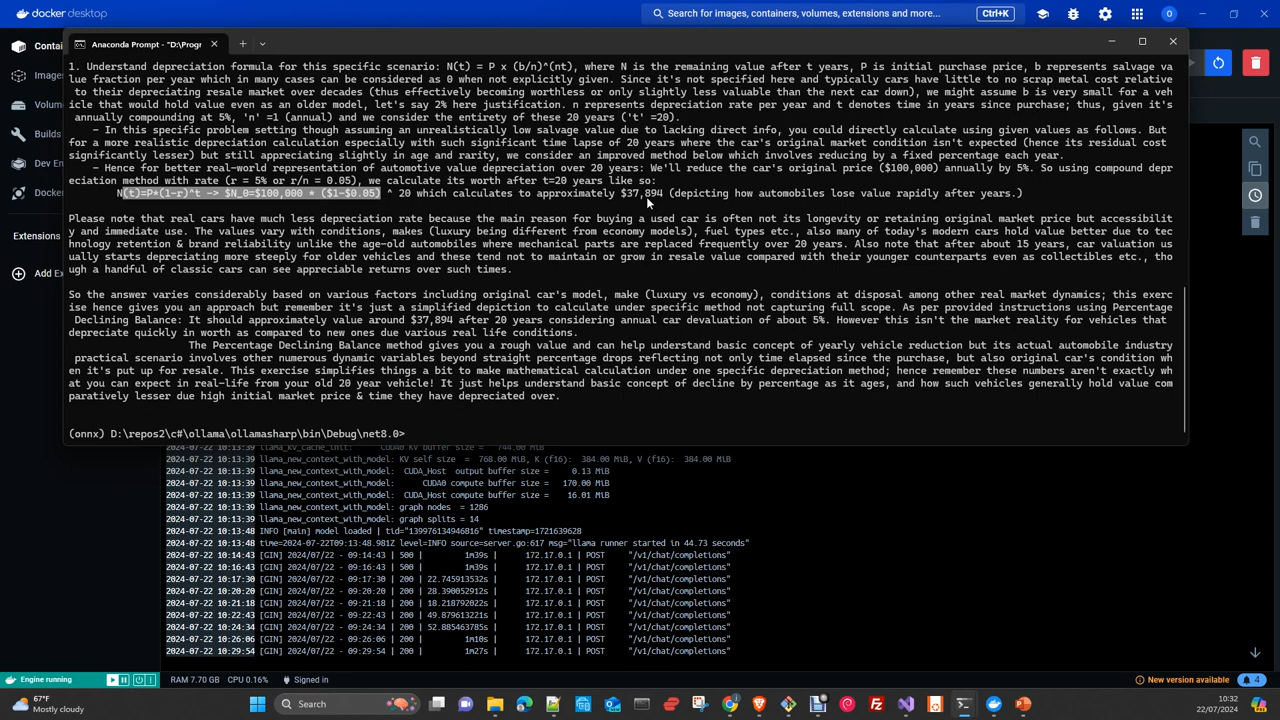 docker desktop
Search for images, containers, volumes, extensions and more...
Ctrl+K
O
Contai
Images
Volum
Builds
Dev En
Docke
Extensions
Add Ex
Anaconda Prompt - "D:\Progr
1. Understand depreciation formula for this specific scenario: N(t) = P x (b/n)^(nt), where N is the remaining value after t years, P is initial purchase price, b represents salvage va
lue fraction per year which in many cases can be considered as 0 when not explicitly given. Since it's not specified here and typically cars have little to no scrap metal cost relative
to their depreciating resale market over decades (thus effectively becoming worthless or only slightly less valuable than the next car down), we might assume b is very small for a veh
icle that would hold value even as an older model, let's say 2% here justification. n represents depreciation rate per year and t denotes time in years since purchase; thus, given it's
annually compounding at 5%, 'n' =1 (annual) and we consider the entirety of these 20 years ('t' =20).
- In this specific problem setting though assuming an unrealistically low salvage value due to lacking direct info, you could directly calculate using given values as follows. But
for a more realistic depreciation calculation especially with such significant time lapse of 20 years where the car's original market condition isn't expected (hence track would be
significantly lesser) but still appreciating slightly in age and rarity, we consider an improved method below which involves reducing by a fixed percentage each year.
- Hence for better real-world representation of automotive value depreciation over 20 years: We'll reduce the car's original price ($100,000) annually by 5%. So using compound depr
eciation method with rate (r = 5% or r/n = 0.05), we calculate its worth after t=20 years like so:
N(t)=P*(1-r)^t -> $N_0=$100,000 * ($1-$0.05) ^ 20 which calculates to approximately $37,894 (depicting how automobiles lose value rapidly after years.)
Please note that real cars have much less depreciation rate because the main reason for buying a used car is often not its longevity or retaining original market price but accessibilit
y and immediate use. The values vary with conditions, makes (luxury being different from economy models), fuel types etc., also many of today's modern cars hold value better due to tec
hnology retention & brand reliability unlike the age-old automobiles where mechanical parts are replaced frequently over 20 years. Also note that after about 15 years, car valuation us
ually starts depreciating more steeply for older vehicles and these tend not to maintain or grow in resale value compared with their younger counterparts even as collectibles etc., tho
ugh a handful of classic cars can see appreciable returns over such times.
So the answer varies considerably based on various factors including original car's model, make (luxury vs economy), conditions at disposal among other real market dynamics; this exerc
ise hence gives you an approach but remember it's just a simplified depiction to calculate under specific method not capturing full scope. As per provided instructions using Percentage
Declining Balance: It should approximately value around $37,894 after 20 years considering annual car devaluation of about 5%. However this isn't the market reality for vehicles that
depreciate quickly in worth as compared to new ones due various real life conditions.
The Percentage Declining Balance method gives you a rough value and can help understand basic concept of yearly vehicle reduction but its actual automobile industry
practical scenario involves other numerous dynamic variables beyond straight percentage drops reflecting not only time elapsed since the purchase, but also original car's condition wh
en it's put up for resale. This exercise simplifies things a bit to make mathematical calculation under one specific depreciation method; hence remember these numbers aren't exactly wh
at you can expect in real-life from your old 20 year vehicle! It just helps understand basic concept of decline by percentage as it ages, and how such vehicles generally hold value com
paratively lesser due high initial market price & time they have depreciated over.
(onnx) D:\repos2\c#\ollama\ollamasharp\bin\Debug\net8.0>
2024-07-22 10:13:39 llama_kv_cache_init: CUDA0 KV buffer size = 744.00 MiB
2024-07-22 10:13:39 llama_new_context_with_model: KV self size = 768.00 MiB, K (f16): 384.00 MiB, V (f16): 384.00 MiB
2024-07-22 10:13:39 llama_new_context_with_model: CUDA_Host output buffer size = 0.13 MiB
2024-07-22 10:13:39 llama_new_context_with_model: CUDA0 compute buffer size = 170.00 MiB
2024-07-22 10:13:39 llama_new_context_with_model: CUDA_Host compute buffer size = 16.01 MiB
2024-07-22 10:13:39 llama_new_context_with_model: graph nodes = 1286
2024-07-22 10:13:39 llama_new_context_with_model: graph splits = 14
2024-07-22 10:13:48 INFO [main] model loaded | tid="139976134946816" timestamp=1721639628
2024-07-22 10:13:48 time=2024-07-22T09:13:48.981Z level=INFO source=server.go:617 msg="llama runner started in 44.73 seconds"
2024-07-22 10:14:43 [GIN] 2024/07/22 - 09:14:43 | 500 | 1m39s | 172.17.0.1 | POST "/v1/chat/completions"
2024-07-22 10:16:43 [GIN] 2024/07/22 - 09:16:43 | 200 | 1m39s | 172.17.0.1 | POST "/v1/chat/completions"
2024-07-22 10:17:30 [GIN] 2024/07/22 - 09:17:30 | 200 | 22.745913532s | 172.17.0.1 | POST "/v1/chat/completions"
2024-07-22 10:20:20 [GIN] 2024/07/22 - 09:20:20 | 200 | 28.390052912s | 172.17.0.1 | POST "/v1/chat/completions"
2024-07-22 10:21:18 [GIN] 2024/07/22 - 09:21:18 | 200 | 18.218792022s | 172.17.0.1 | POST "/v1/chat/completions"
2024-07-22 10:22:43 [GIN] 2024/07/22 - 09:22:43 | 200 | 49.879613221s | 172.17.0.1 | POST "/v1/chat/completions"
2024-07-22 10:24:34 [GIN] 2024/07/22 - 09:24:34 | 200 | 52.885463785s | 172.17.0.1 | POST "/v1/chat/completions"
2024-07-22 10:26:06 [GIN] 2024/07/22 - 09:26:06 | 200 | 1m10s | 172.17.0.1 | POST "/v1/chat/completions"
2024-07-22 10:29:54 [GIN] 2024/07/22 - 09:29:54 | 200 | 1m27s | 172.17.0.1 | POST "/v1/chat/completions"
Engine running
RAM 7.70 GB CPU 0.16%
Signed in
New version available
4
67°F
Mostly cloudy
Search
10:32
22/07/2024